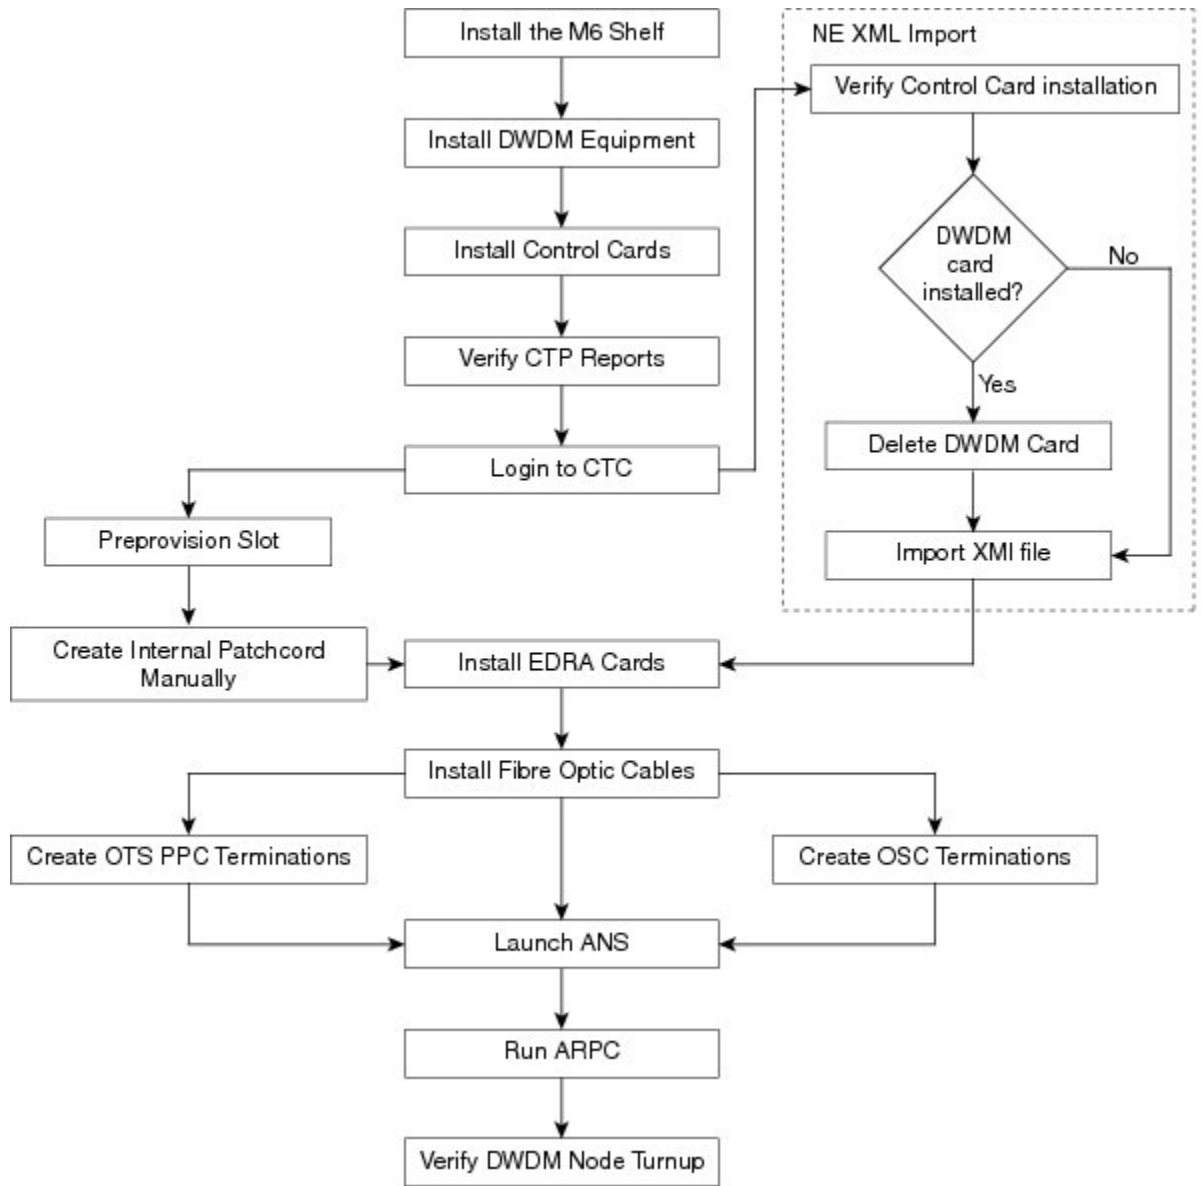 Install the M6 Shelf
NE XML Import
Verify Control Card installation
Install DWDM Equipment
DWDM
card
installed?
No
Install Control Cards
Verify CTP Reports
Yes
Delete DWDM Card
Login to CTC
Preprovision Slot
Import XMl file
Create Internal Patchcord
Manually
Install EDRA Cards
Install Fibre Optic Cables
Create OTS PPC Terminations
Create OSC Terminations
Launch ANS
Run ARPC
Verify DWDM Node Turnup